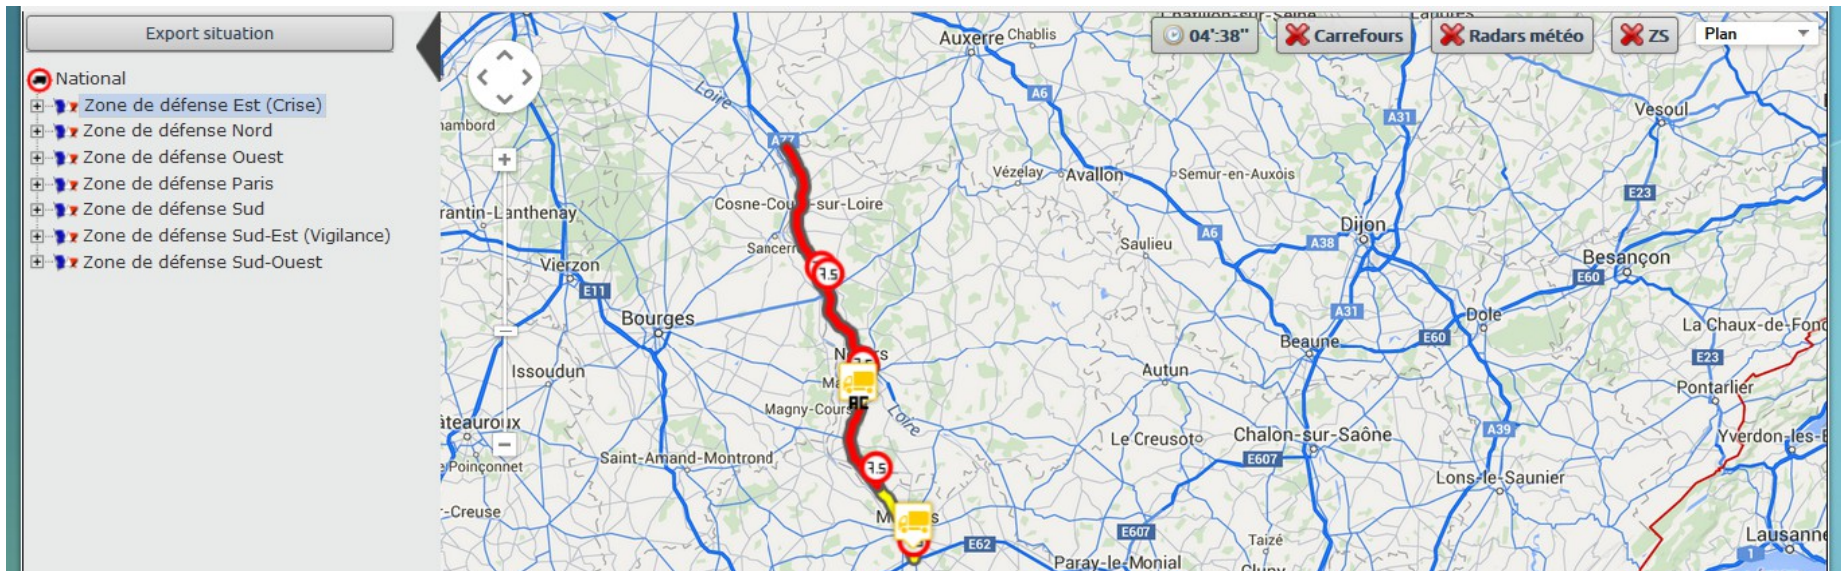 Export situation
National
Zone de défense Est (Crise)
Zone de défense Nord
Zone de défense Ouest
Zone de défense Paris
Zone de défense Sud
Zone de défense Sud-Est (Vigilance)
Zone de défense Sud-Ouest
04':38"
Carrefours
Radars météo
ZS
Plan
Auxerre
Chablis
Loire
A6
A31
Vesoul
A77
Vézelay
Avallon
Semur-en-Auxois
E23
Cosne-Cou
sur-Loire
Sancerr
Saulieu
A6
A38
Dijon
Besançon
E60
Vierzon
E11
Bourges
A31
Dole
E60
La Chaux-de-Fond
Beaune
E23
Issoudun
Autun
Pontarlier
AC
Magny-Cours
Loire
Le Creusot
Chalon-sur-Saône
E607
A39
Yverdon-les-
Saint-Amand-Montrond
Poinçonnet
Lons-le-Saunier
-Creuse
E607
E62
Taizé
Lausanne
Paray-le-Monial
1